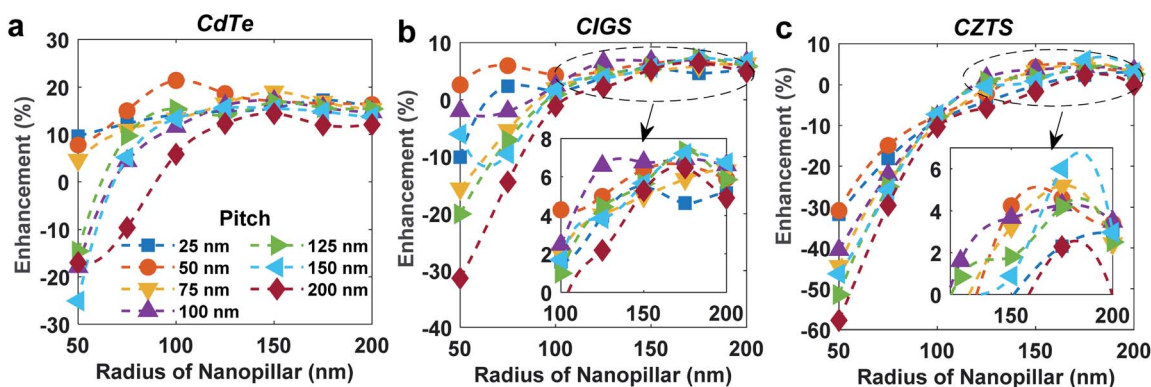 a
CdTe
Enhancement (%)
30
20
10
0
-10
-20
-30
50
100
150
200
Radius of Nanopillar (nm)
Pitch
25 nm
50 nm
75 nm
100 nm
125 nm
150 nm
200 nm
b
CIGS
Enhancement (%)
10
0
-10
-20
-30
-40
50
100
150
200
Radius of Nanopillar (nm)
8
6
4
2
0
100
150
200
c
CZTS
Enhancement (%)
10
0
-10
-20
-30
-40
-50
-60
50
100
150
200
Radius of Nanopillar (nm)
6
4
2
0
150
200